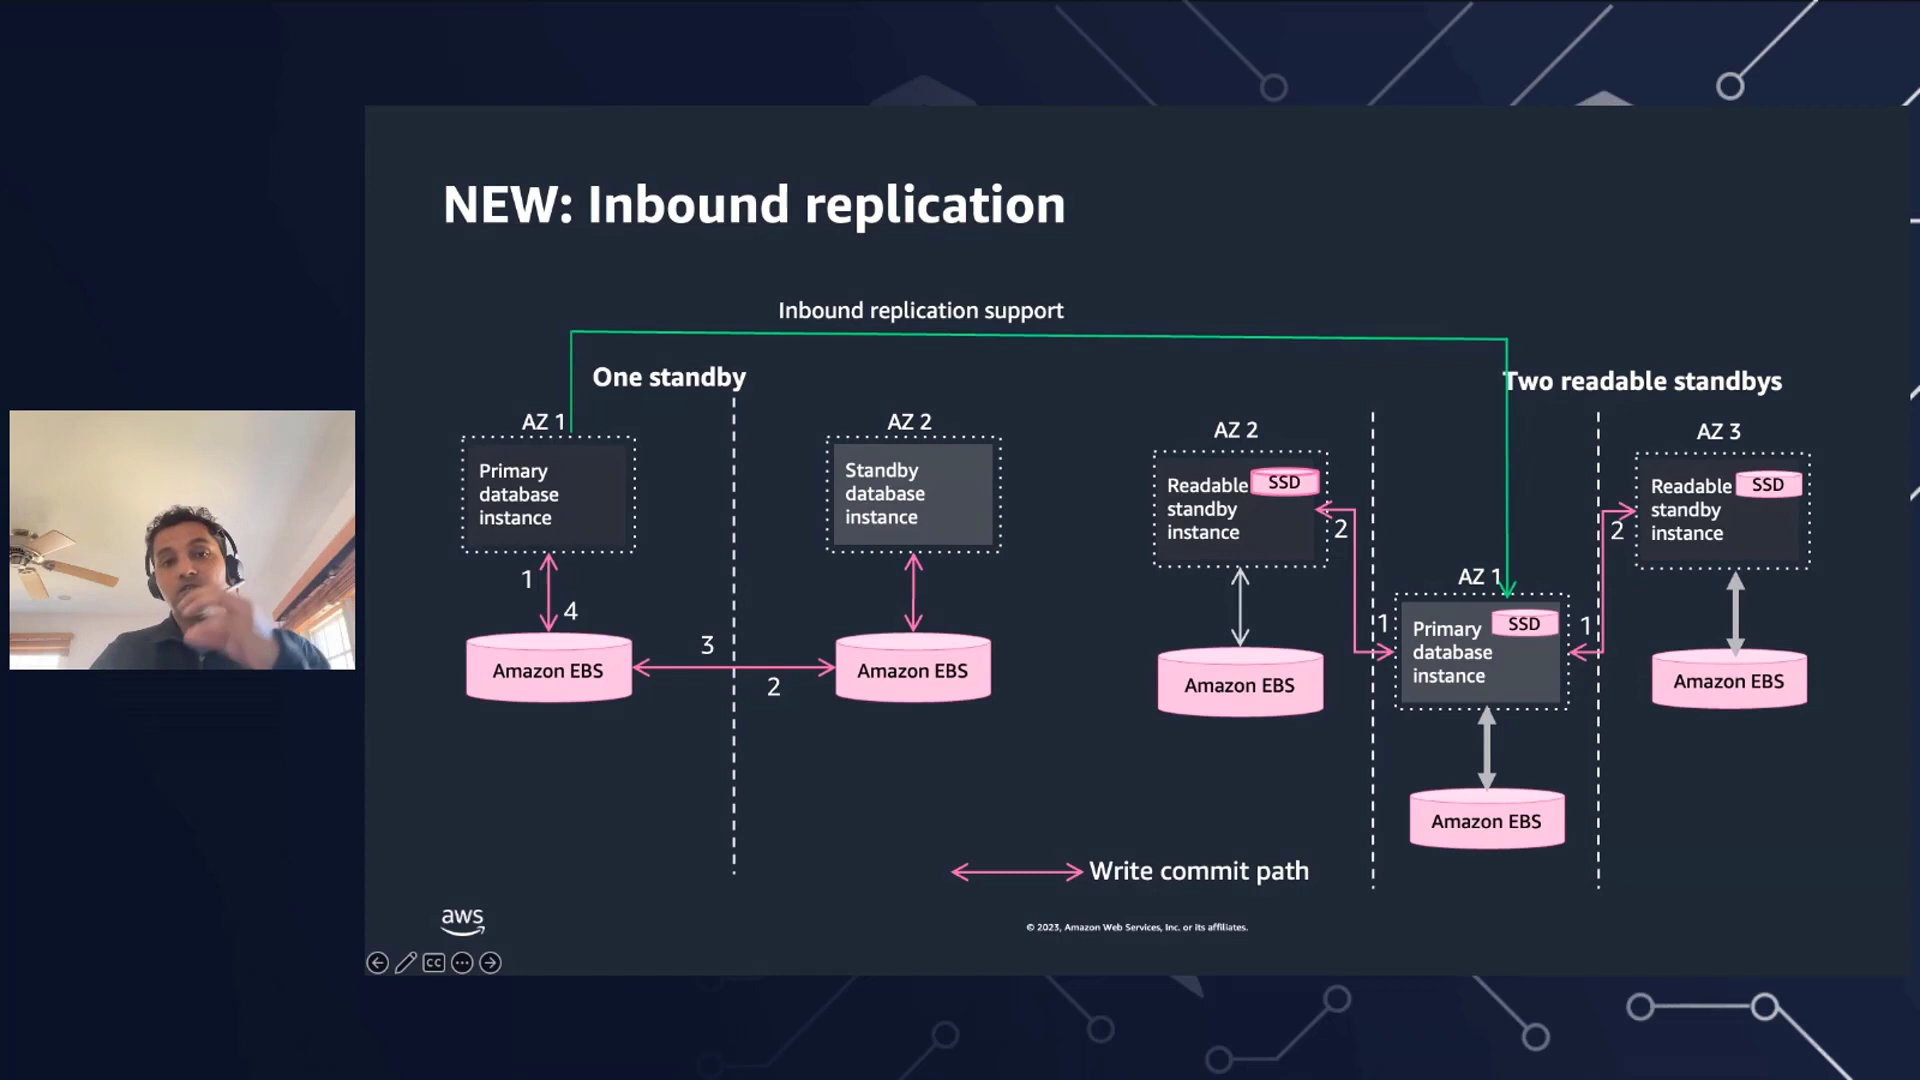 NEW: Inbound replication
Inbound replication support
One standby
Two readable standbys
AZ 1
AZ 2
AZ 2
AZ 3
Primary
database
instance
Standby
database
instance
Readable
standby
instance
SSD
Readable
standby
instance
SSD
1
4
3
2
2
2
AZ 1
1
1
Primary
database
instance
SSD
Amazon EBS
Amazon EBS
Amazon EBS
Amazon EBS
Amazon EBS
Write commit path
aws
© 2023, Amazon Web Services, Inc. or its affiliates.
CC